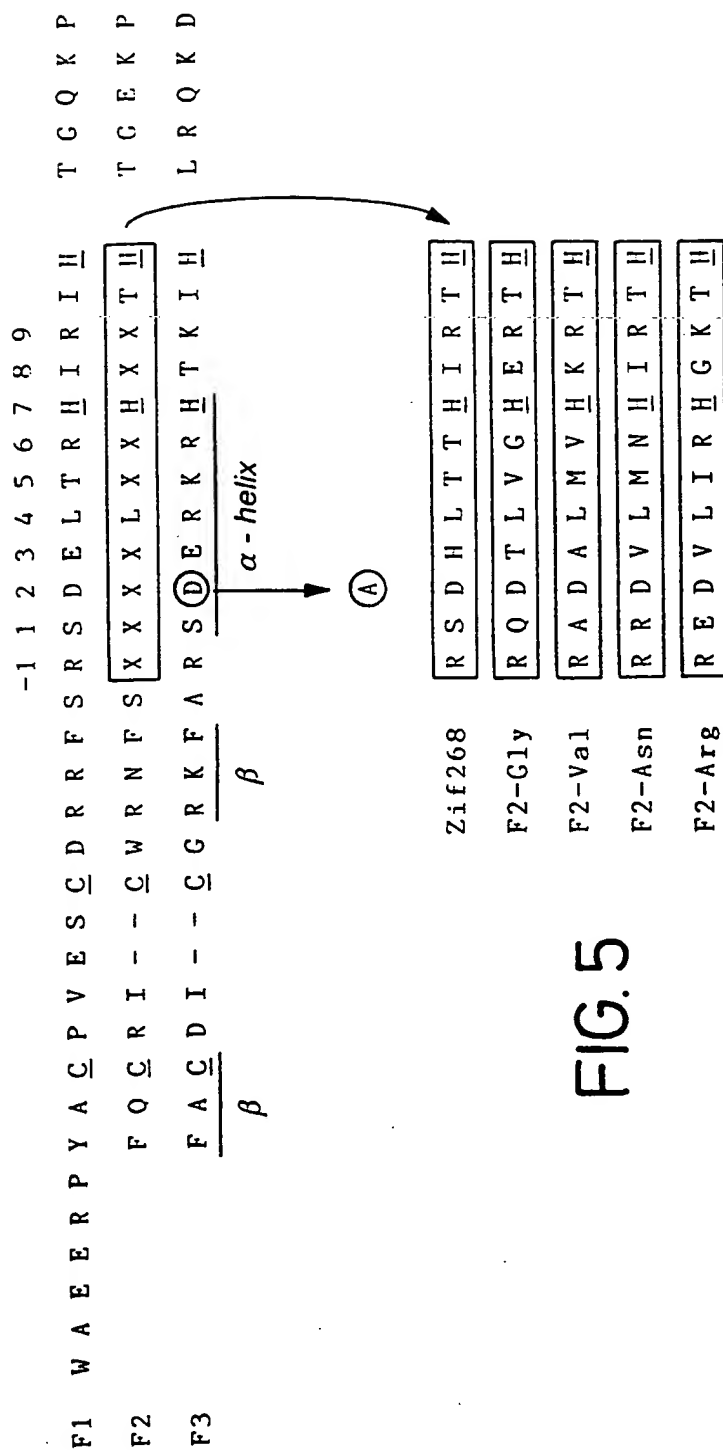 -1 1 2 3 4 5 6 7 8 9
F1 W A E E R P Y A C P V E S C D R R F S R S D E L T R H I R I H T G Q K P
F2 F Q C R I - - C W R N F S X X X X L X X H X X T H T G E K P
F3 F A C D I - - C G R K F A R S D E R K R H T K I H L R Q K D
β β α - helix
A
Zif268 R S D H L T T H I R T H
F2-Gly R Q D T L V G H E R T H
F2-Val R A D A L M V H K R T H
F2-Asn R R D V L M N H I R T H
F2-Arg R E D V L I R H G K T H
FIG. 5